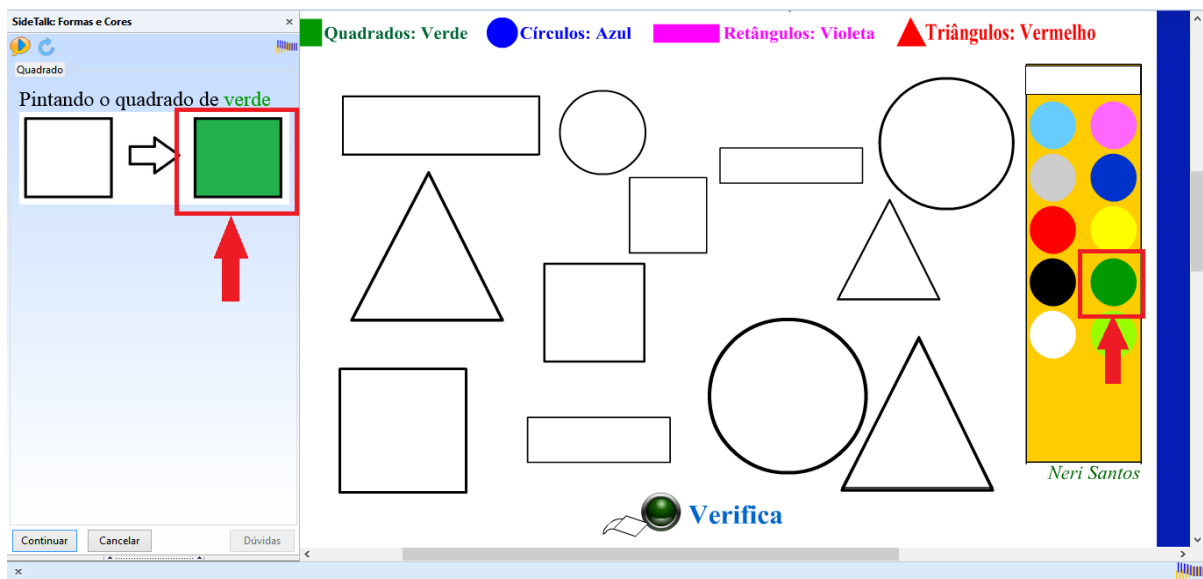 SideTalk: Formas e Cores
×
Quadrado
Pintando o quadrado de verde
Continuar
Cancelar
Dúvidas
×
Quadrados: Verde
Círculos: Azul
Retângulos: Violeta
Triângulos: Vermelho
Neri Santos
Verifica